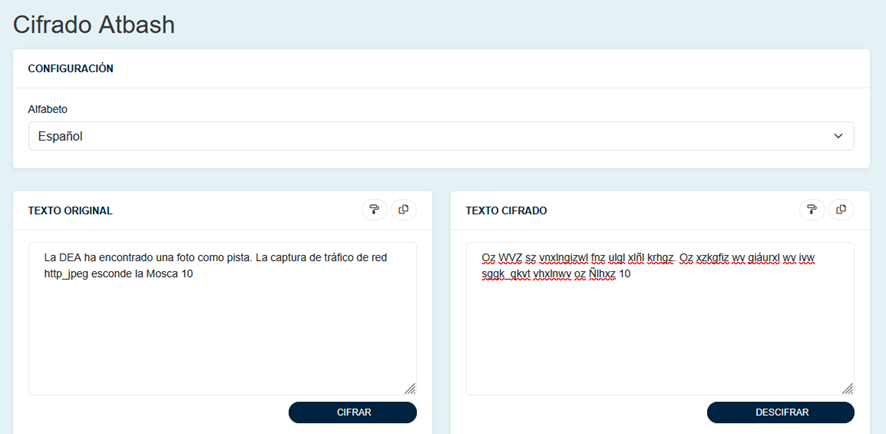 Cifrado Atbash
CONFIGURACIÓN
Alfabeto
Español
TEXTO ORIGINAL
La DEA ha encontrado una foto como pista. La captura de tráfico de red
http_jpeg esconde la Mosca 10
CIFRAR
TEXTO CIFRADO
Oz WVZ sz vnxlngizwl fnz ulgl xlñl krhgz. Oz xzkgfiz wv giáurxl wv ivw
sggk_qkvt vhxlnwv oz Ñlhxz 10
DESCIFRAR